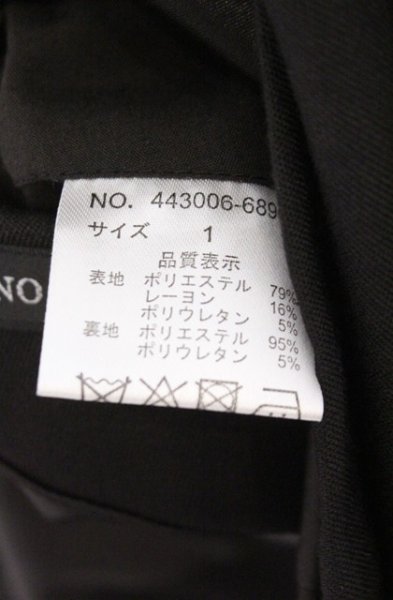 NO. 443006-689
サイズ 1
品質表示
表地 ポリエステル 79%
レーヨン 16%
ポリウレタン 5%
裏地 ポリエステル 95%
ポリウレタン 5%
NO